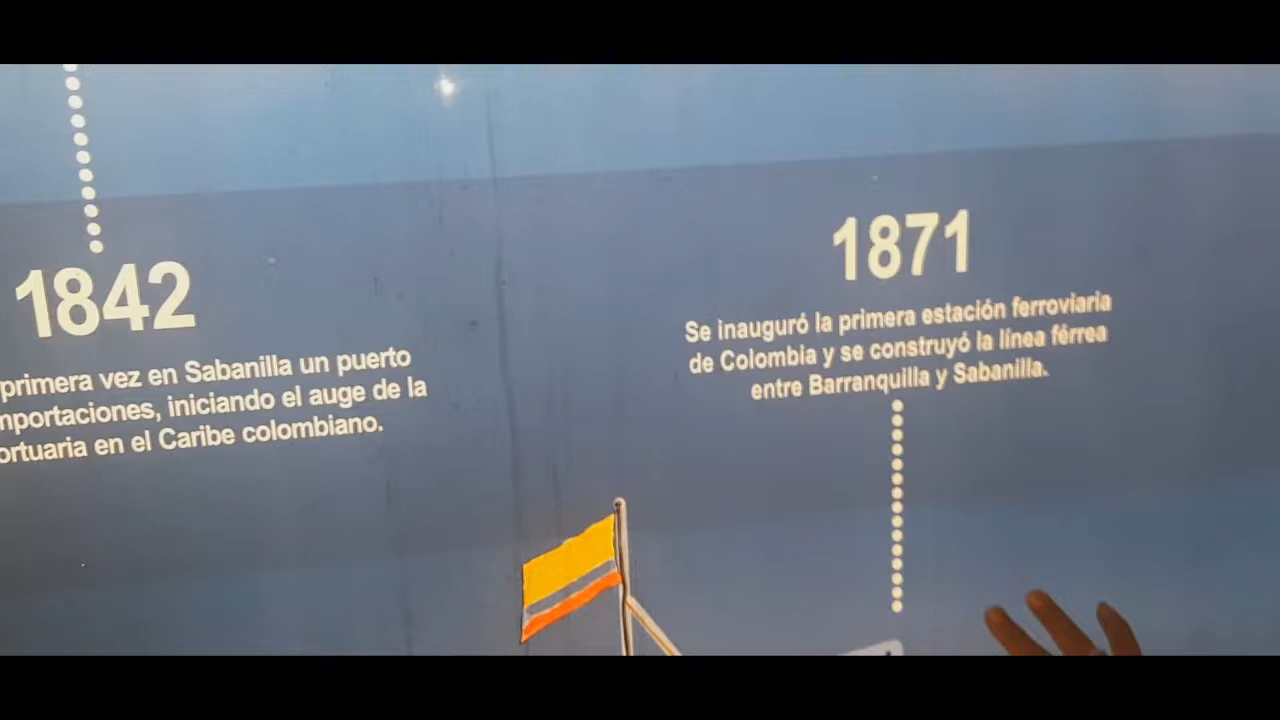 1842
primera vez en Sabanilla un puerto
mportaciones, iniciando el auge de la
ortuaria en el Caribe colombiano.
1871
Se inauguró la primera estación ferroviaria
de Colombia y se construyó la línea férrea
entre Barranquilla y Sabanilla.